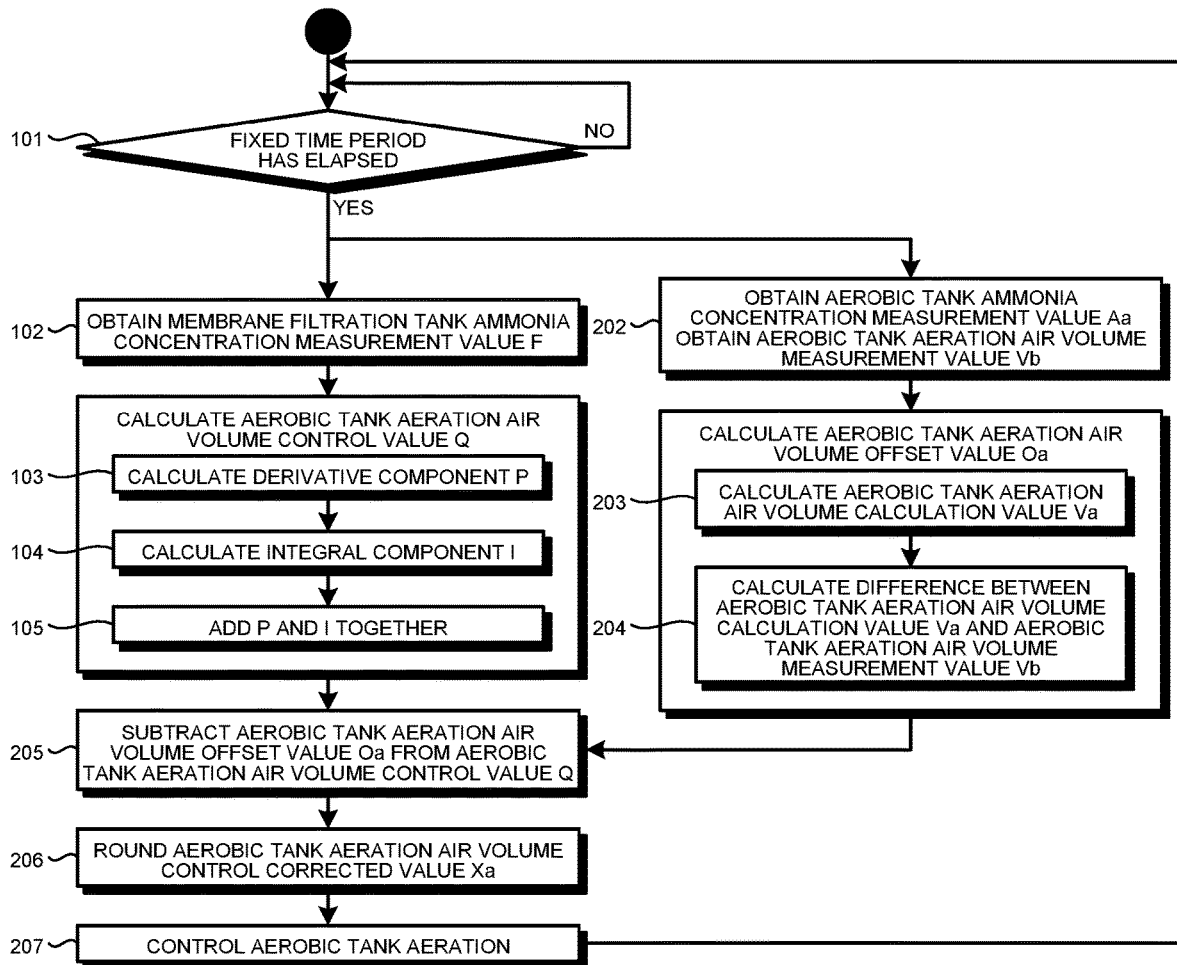 101
FIXED TIME PERIOD
HAS ELAPSED
NO
YES
102
OBTAIN MEMBRANE FILTRATION TANK AMMONIA
CONCENTRATION MEASUREMENT VALUE F
CALCULATE AEROBIC TANK AERATION AIR
VOLUME CONTROL VALUE Q
103
CALCULATE DERIVATIVE COMPONENT P
104
CALCULATE INTEGRAL COMPONENT I
105
ADD P AND I TOGETHER
202
OBTAIN AEROBIC TANK AMMONIA
CONCENTRATION MEASUREMENT VALUE Aa
OBTAIN AEROBIC TANK AERATION AIR VOLUME
MEASUREMENT VALUE Vb
CALCULATE AEROBIC TANK AERATION AIR
VOLUME OFFSET VALUE Oa
203
CALCULATE AEROBIC TANK AERATION
AIR VOLUME CALCULATION VALUE Va
204
CALCULATE DIFFERENCE BETWEEN
AEROBIC TANK AERATION AIR VOLUME
CALCULATION VALUE Va AND AEROBIC
TANK AERATION AIR VOLUME
MEASUREMENT VALUE Vb
205
SUBTRACT AEROBIC TANK AERATION AIR
VOLUME OFFSET VALUE Oa FROM AEROBIC
TANK AERATION AIR VOLUME CONTROL VALUE Q
206
ROUND AEROBIC TANK AERATION AIR VOLUME
CONTROL CORRECTED VALUE Xa
207
CONTROL AEROBIC TANK AERATION